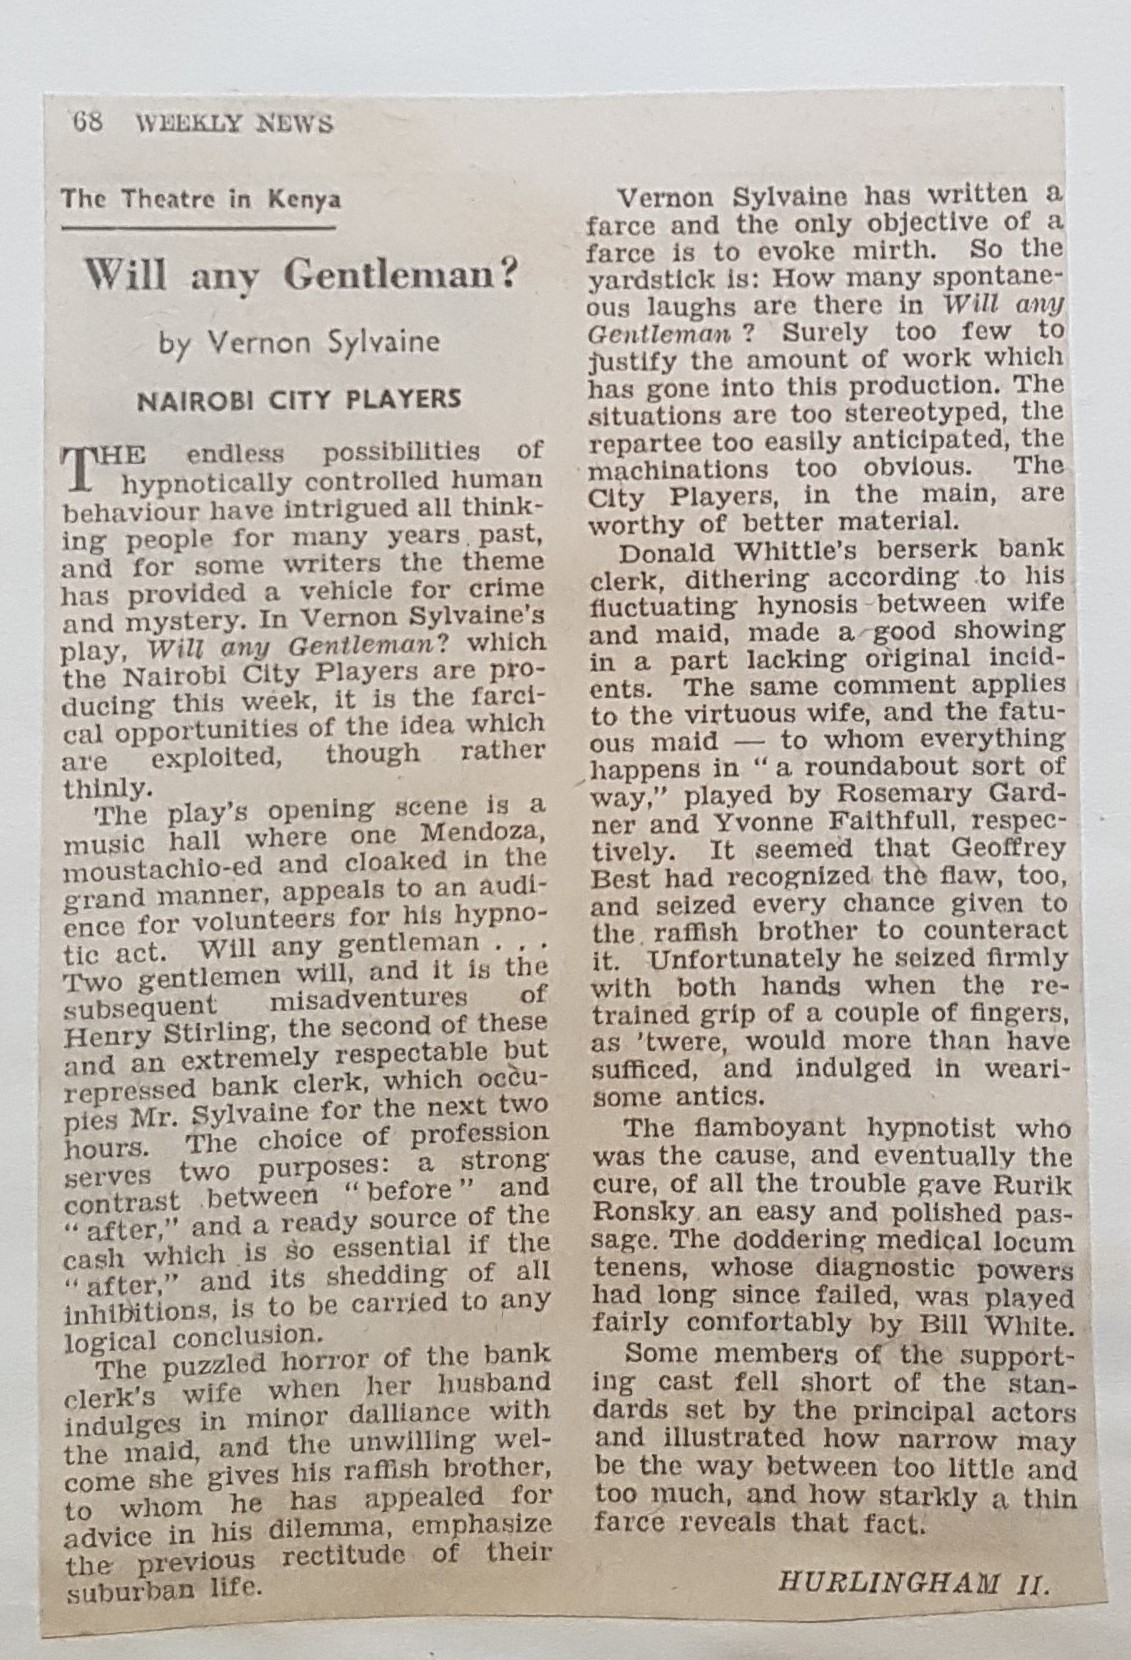 68 WEEKLY NEWS
The Theatre in Kenya
Will any Gentleman?
by Vernon Sylvaine
NAIROBI CITY PLAYERS
THE endless possibilities of
hypnotically controlled human
behaviour have intrigued all think-
ing people for many years past,
and for some writers the theme
has provided a vehicle for crime
and mystery. In Vernon Sylvaine's
play, Will any Gentleman? which
the Nairobi City Players are pro-
ducing this week, it is the farci-
cal opportunities of the idea which
are exploited, though rather
thinly.
The play's opening scene is a
music hall where one Mendoza,
moustachio-ed and cloaked in the
grand manner, appeals to an audi-
ence for volunteers for his hypno-
tic act. Will any gentleman . . .
Two gentlemen will, and it is the
subsequent misadventures of
Henry Stirling, the second of these
and an extremely respectable but
repressed bank clerk, which occu-
pies Mr. Sylvaine for the next two
hours. The choice of profession
serves two purposes: a strong
contrast between "before" and
"after," and a ready source of the
cash which is so essential if the
"after," and its shedding of all
inhibitions, is to be carried to any
logical conclusion.
The puzzled horror of the bank
clerk's wife when her husband
indulges in minor dalliance with
the maid, and the unwilling wel-
come she gives his raffish brother,
to whom he has appealed for
advice in his dilemma, emphasize
the previous rectitude of their
suburban life.
Vernon Sylvaine has written a
farce and the only objective of a
farce is to evoke mirth. So the
yardstick is: How many spontane-
ous laughs are there in Will any
Gentleman? Surely too few to
justify the amount of work which
has gone into this production. The
situations are too stereotyped, the
repartee too easily anticipated, the
machinations too obvious. The
City Players, in the main, are
worthy of better material.
Donald Whittle's berserk bank
clerk, dithering according to his
fluctuating hynosis between wife
and maid, made a good showing
in a part lacking original incid-
ents. The same comment applies
to the virtuous wife, and the fatu-
ous maid — to whom everything
happens in "a roundabout sort of
way," played by Rosemary Gard-
ner and Yvonne Faithfull, respec-
tively. It seemed that Geoffrey
Best had recognized the flaw, too,
and seized every chance given to
the raffish brother to counteract
it. Unfortunately he seized firmly
with both hands when the re-
trained grip of a couple of fingers,
as 'twere, would more than have
sufficed, and indulged in weari-
some antics.
The flamboyant hypnotist who
was the cause, and eventually the
cure, of all the trouble gave Rurik
Ronsky an easy and polished pas-
sage. The doddering medical locum
tenens, whose diagnostic powers
had long since failed, was played
fairly comfortably by Bill White.
Some members of the support-
ing cast fell short of the stan-
dards set by the principal actors
and illustrated how narrow may
be the way between too little and
too much, and how starkly a thin
farce reveals that fact.
HURLINGHAM II.